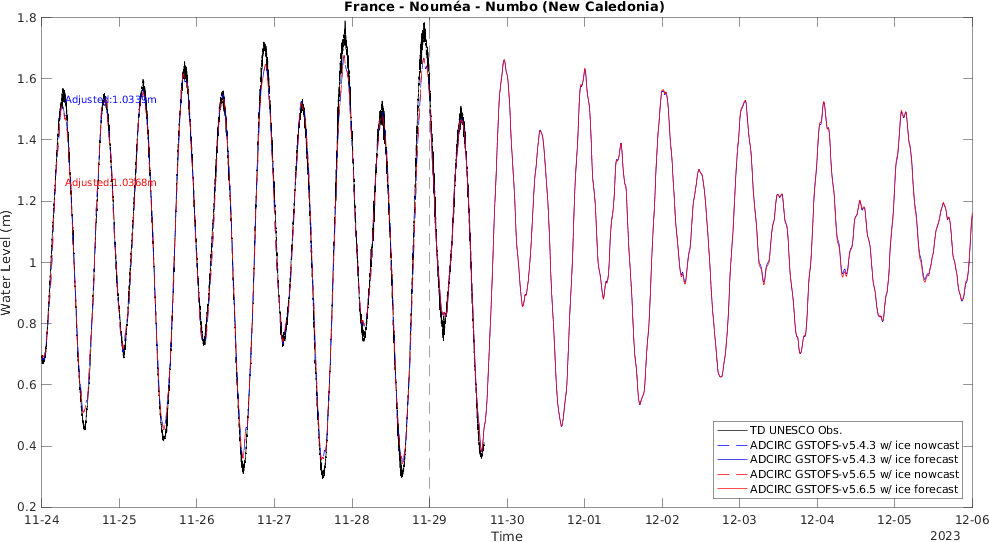 France - Nouméa - Numbo (New Caledonia)
1.8
1.6
1.4
1.2
1
0.8
0.6
0.4
0.2
Water Level (m)
Adjusted:1.0339m
Adjusted:1.0368m
TD UNESCO Obs.
ADCIRC GSTOFS-v5.4.3 w/ ice nowcast
ADCIRC GSTOFS-v5.4.3 w/ ice forecast
ADCIRC GSTOFS-v5.6.5 w/ ice nowcast
ADCIRC GSTOFS-v5.6.5 w/ ice forecast
11-24 11-25 11-26 11-27 11-28 11-29 11-30 12-01 12-02 12-03 12-04 12-05 12-06
Time
2023